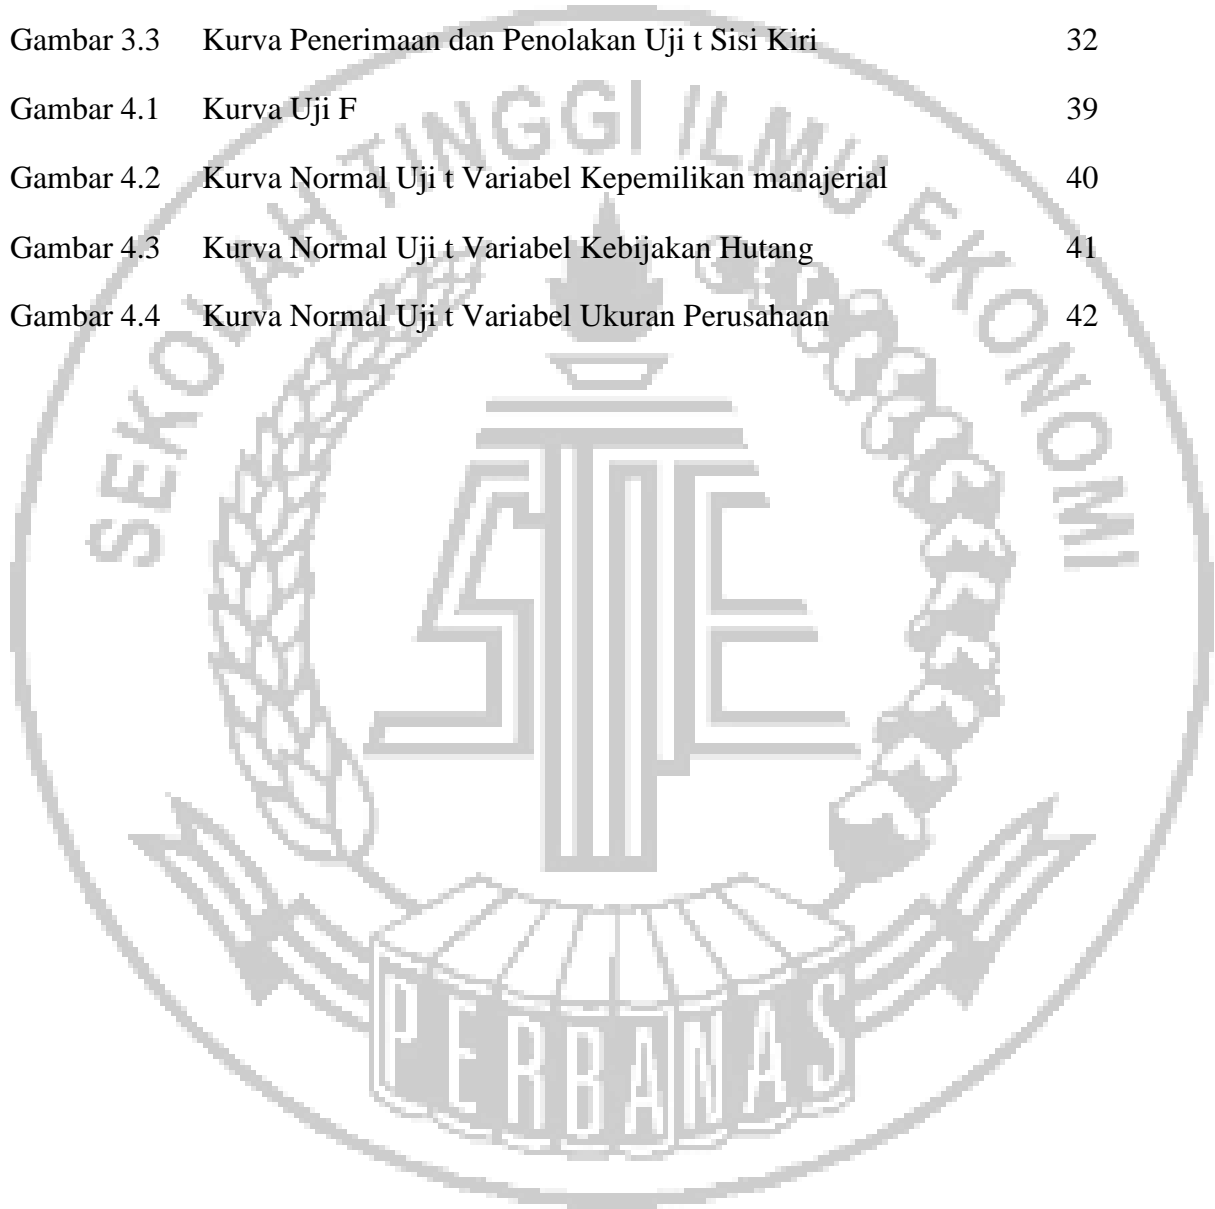 Gambar 3.3 Kurva Penerimaan dan Penolakan Uji t Sisi Kiri 32
Gambar 4.1 Kurva Uji F 39
Gambar 4.2 Kurva Normal Uji t Variabel Kepemilikan manajerial 40
Gambar 4.3 Kurva Normal Uji t Variabel Kebijakan Hutang 41
Gambar 4.4 Kurva Normal Uji t Variabel Ukuran Perusahaan 42
SEKOLAH TINGGI ILMU EKONOMI
STIE
PERBANAS